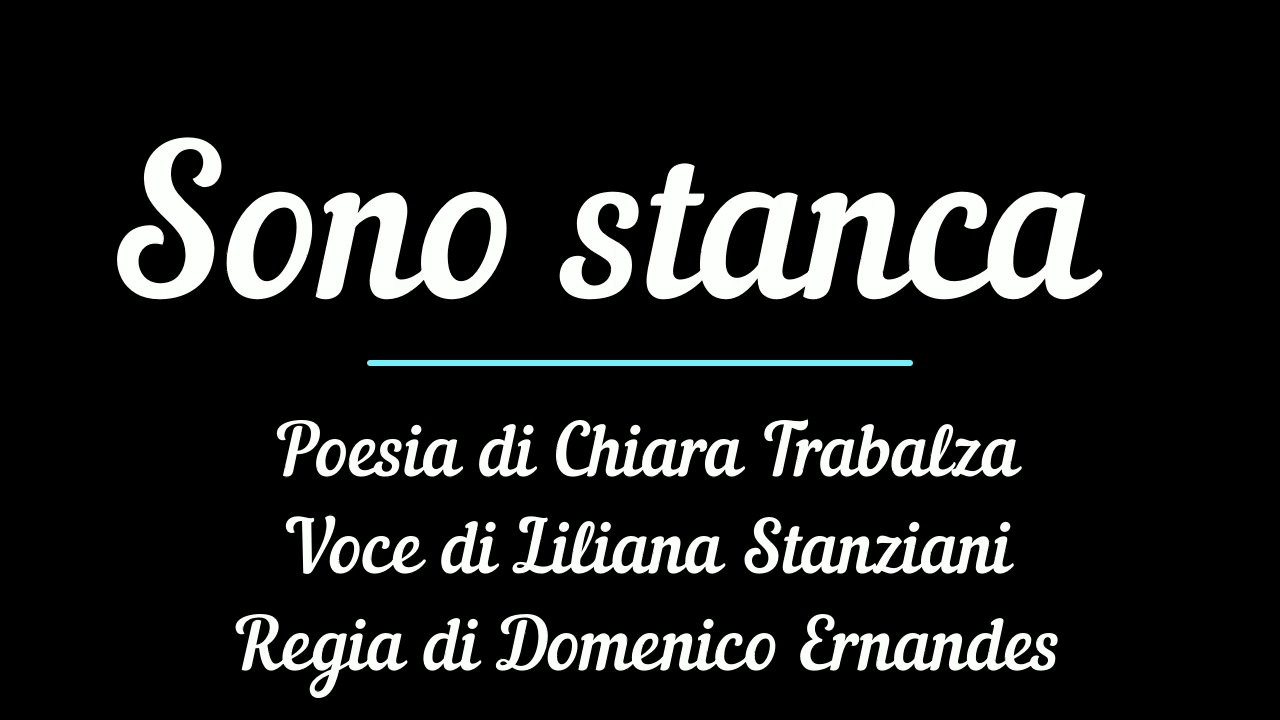 Sono stanca
Poesia di Chiara Trabalza
Voce di Liliana Stanziani
Regia di Domenico Ernandes